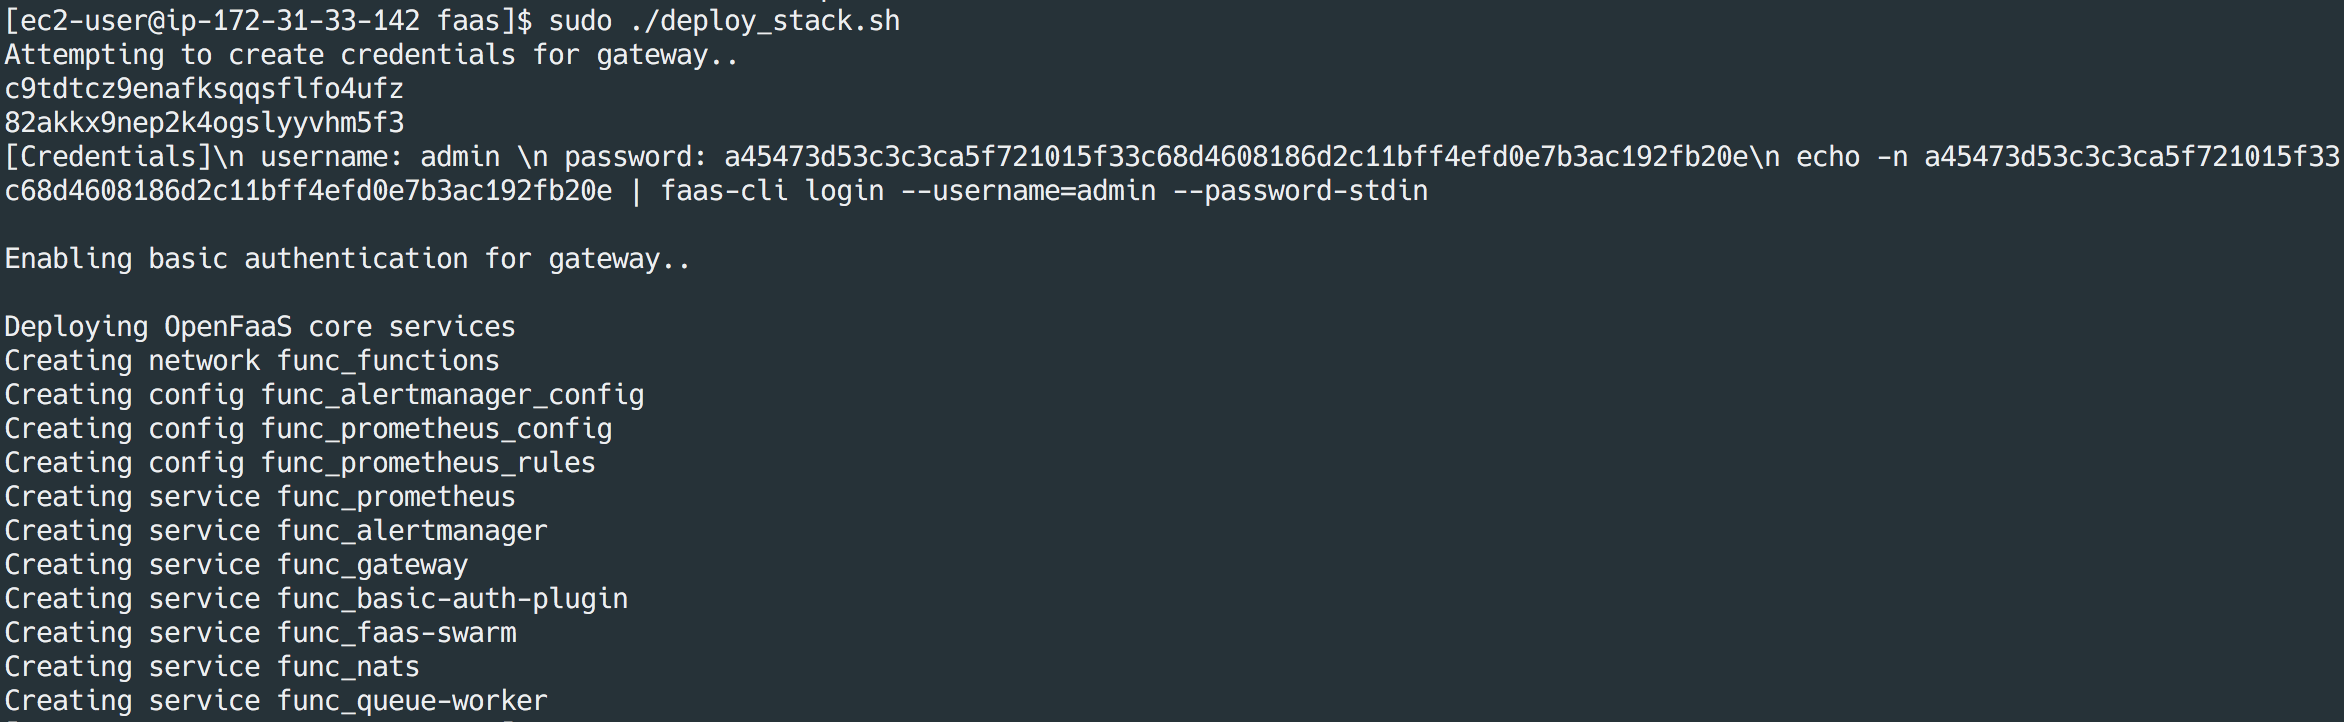 [ec2-user@ip-172-31-33-142 faas]$ sudo ./deploy_stack.sh
Attempting to create credentials for gateway..
c9tdtcz9enafksqqsflfo4ufz
82akkx9nep2k4ogslyyvhm5f3
[Credentials]\n username: admin \n password: a45473d53c3c3ca5f721015f33c68d4608186d2c11bff4efd0e7b3ac192fb20e\n echo -n a45473d53c3c3ca5f721015f33
c68d4608186d2c11bff4efd0e7b3ac192fb20e | faas-cli login --username=admin --password-stdin
Enabling basic authentication for gateway..
Deploying OpenFaaS core services
Creating network func_functions
Creating config func_alertmanager_config
Creating config func_prometheus_config
Creating config func_prometheus_rules
Creating service func_prometheus
Creating service func_alertmanager
Creating service func_gateway
Creating service func_basic-auth-plugin
Creating service func_faas-swarm
Creating service func_nats
Creating service func_queue-worker